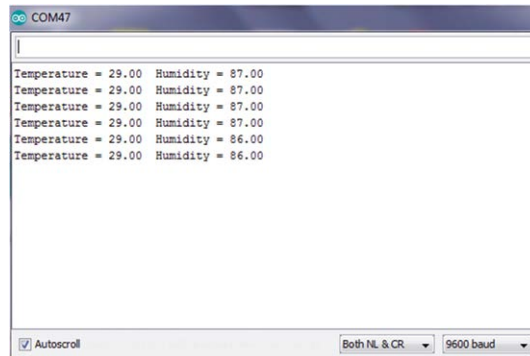 COM47
Temperature = 29.00  Humidity = 87.00
Temperature = 29.00  Humidity = 87.00
Temperature = 29.00  Humidity = 87.00
Temperature = 29.00  Humidity = 87.00
Temperature = 29.00  Humidity = 86.00
Temperature = 29.00  Humidity = 86.00
Autoscroll Both NL & CR 9600 baud